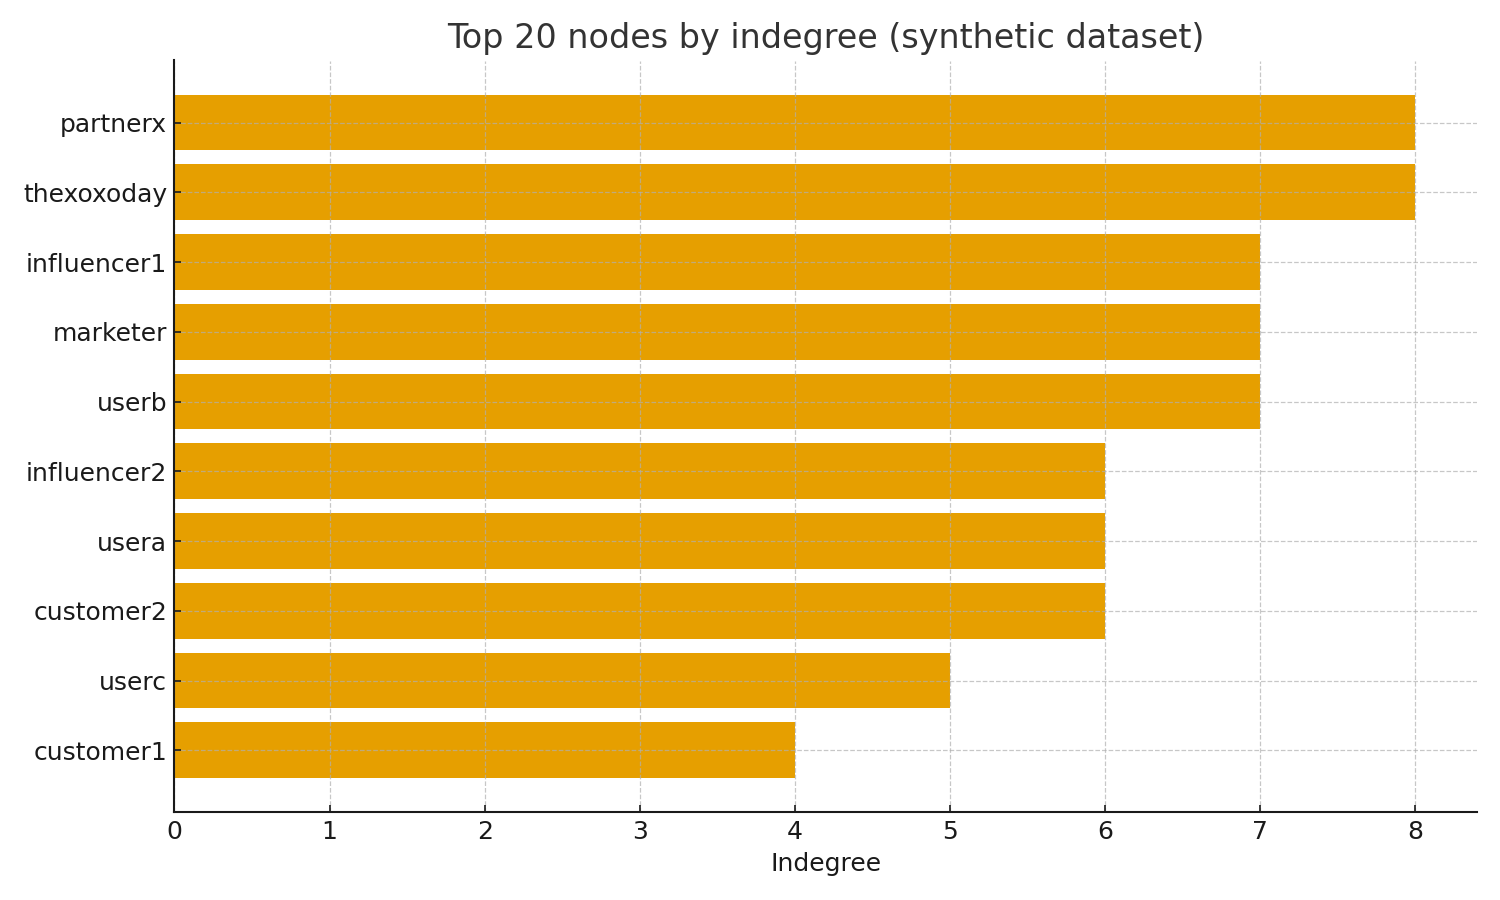 Top 20 nodes by indegree (synthetic dataset)
partnerx
thexoxoday
influencer1
marketer
userb
influencer2
usera
customer2
userc
customer1
0 1 2 3 4 5 6 7 8
Indegree